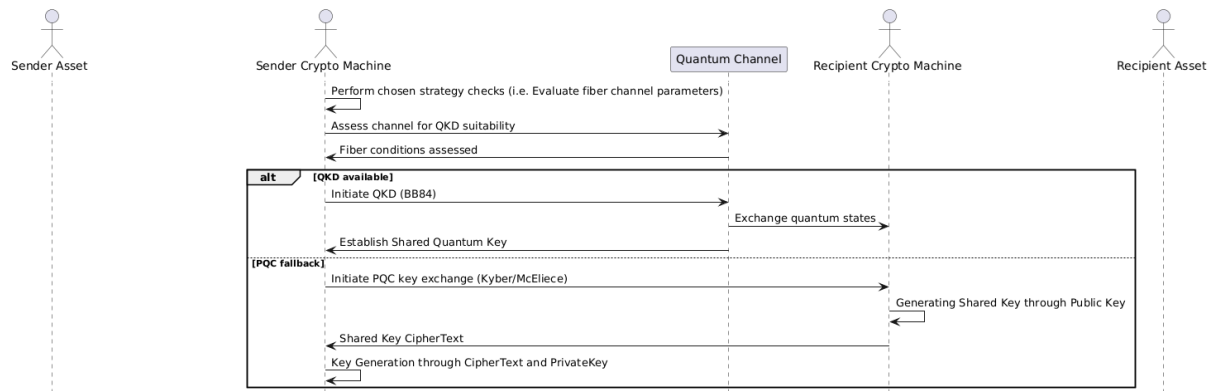 Sender Asset
Sender Crypto Machine
Quantum Channel
Recipient Crypto Machine
Recipient Asset
Perform chosen strategy checks (i.e. Evaluate fiber channel parameters)
Assess channel for QKD suitability
Fiber conditions assessed
alt [QKD available]
Initiate QKD (BB84)
Exchange quantum states
Establish Shared Quantum Key
[PQC fallback]
Initiate PQC key exchange (Kyber/McEliece)
Generating Shared Key through Public Key
Shared Key CipherText
Key Generation through CipherText and PrivateKey